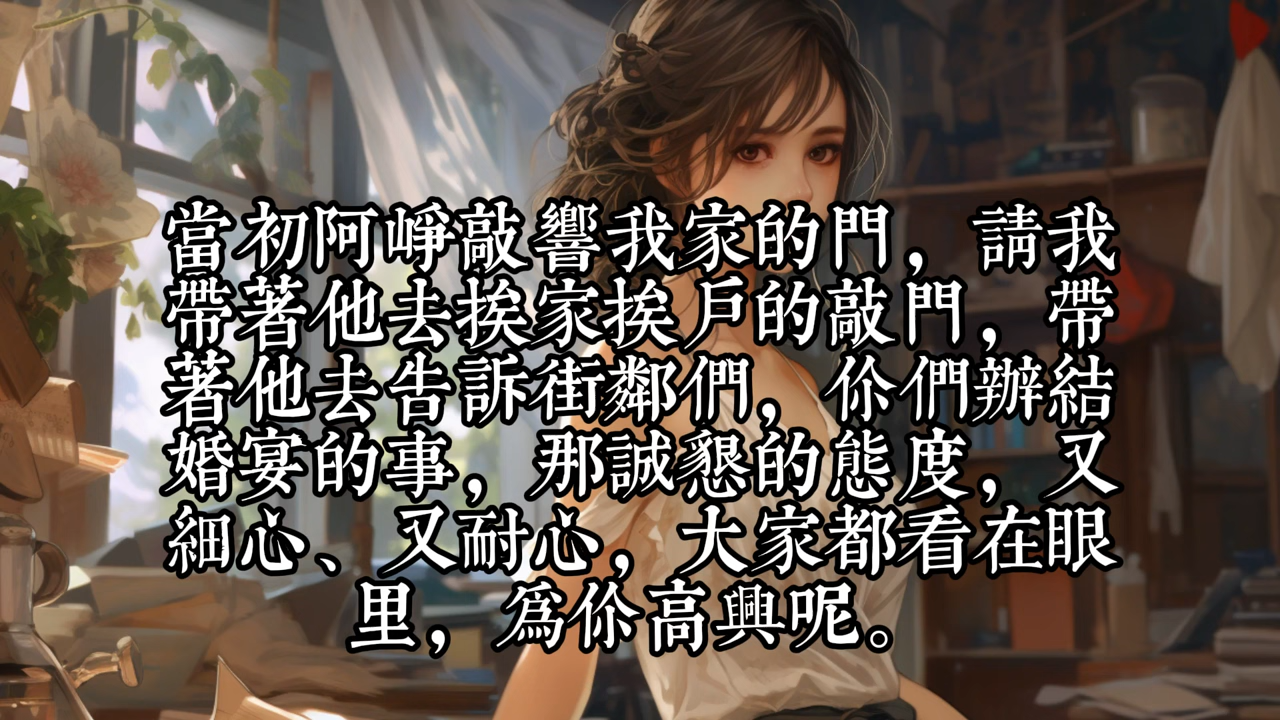 當初阿崢敲響我家的門，請我
帶著他去挨家挨戶的敲門，帶
著他去告訴街鄰們，你們辦結
婚宴的事，那誠懇的態度，又
細心、又耐心，大家都看在眼
里，為你高興呢。